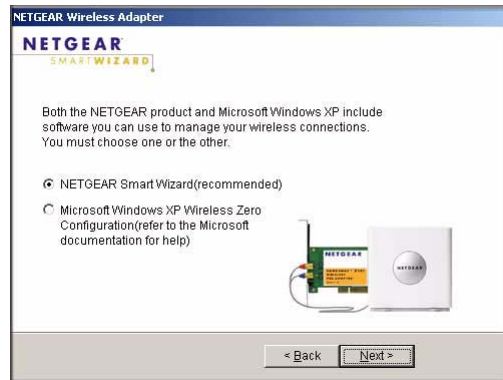 NETGEAR Wireless Adapter
NETGEAR
SMARTWIZARD
Both the NETGEAR product and Microsoft Windows XP include
software you can use to manage your wireless connections.
You must choose one or the other.
NETGEAR Smart Wizard(recommended)
Microsoft Windows XP Wireless Zero
Configuration(refer to the Microsoft
documentation for help)
NETGEAR
NETGEAR
< Back
Next >